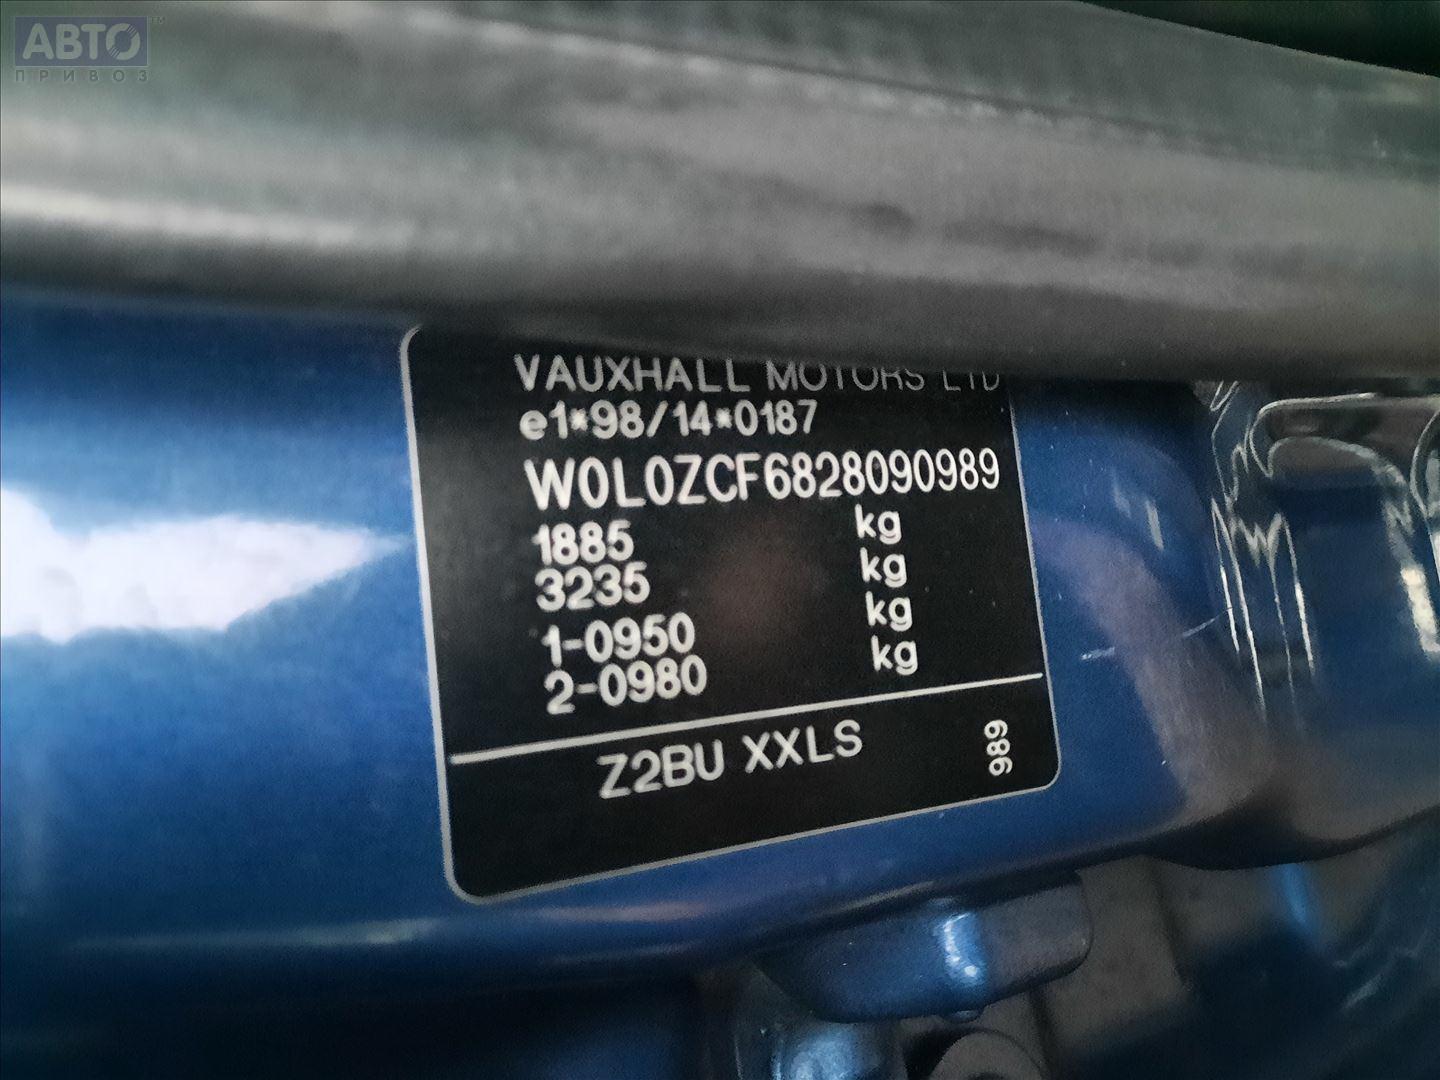 АВТО™
ПРИВОЗ
VAUXHALL MOTORS LTD
e1*98/14*0187
W0L0ZCF6828090989
1885 kg
3235 kg
1-0950 kg
2-0980 kg
Z2BU XXLS 989